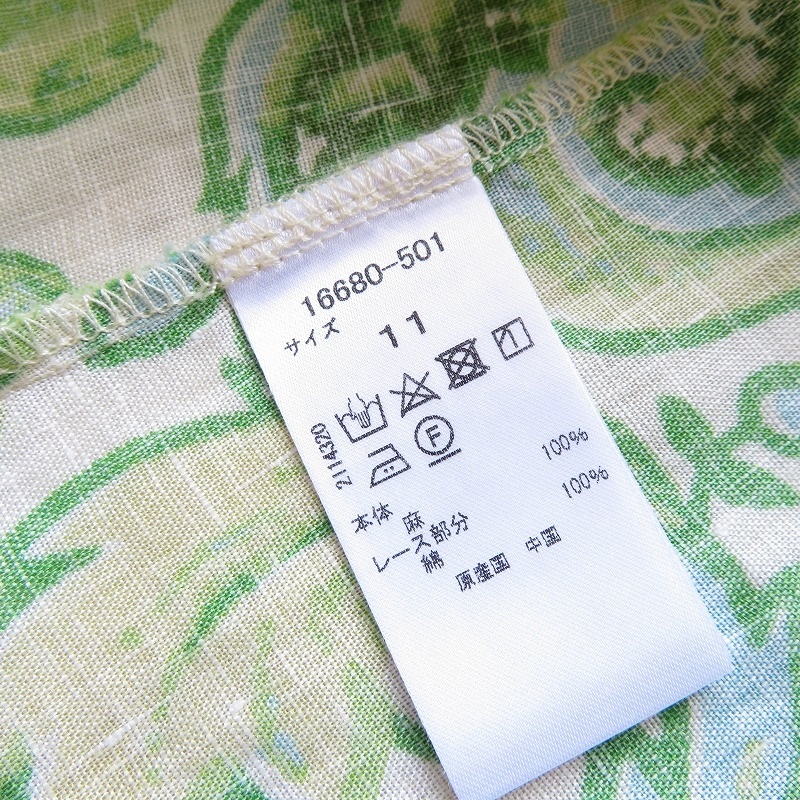 16680-501
サイズ 11
2114320
F
本体
麻 100%
レース部分
綿 100%
原産国 中国